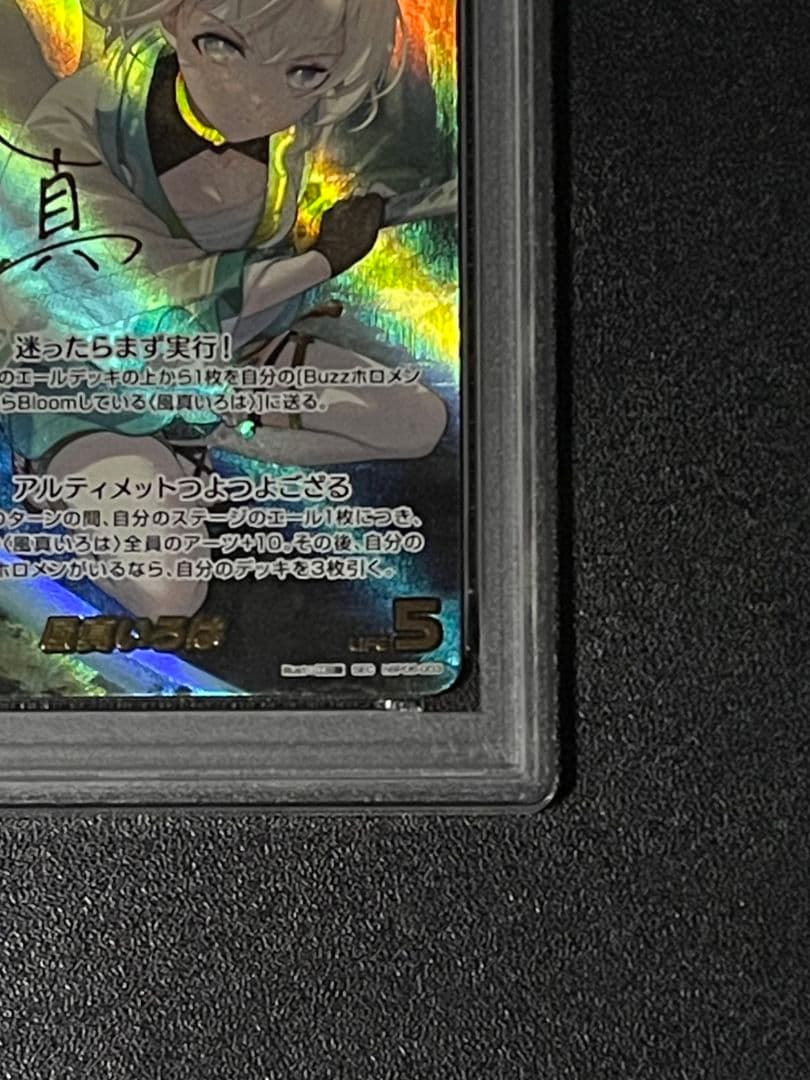 真
迷ったらまず実行！
のエールデッキの上から1枚を自分の[Buzzホロメン
らBloomしている〈風真いろは〉]に送る。
アルティメットつよつよござる
のターンの間、自分のステージのエール1枚につき、
〈風真いろは〉全員のアーツ+10。その後、自分の
ホロメンがいるなら、自分のデッキを3枚引く。
風真いろは LIFE 5
SEC hBP06-003